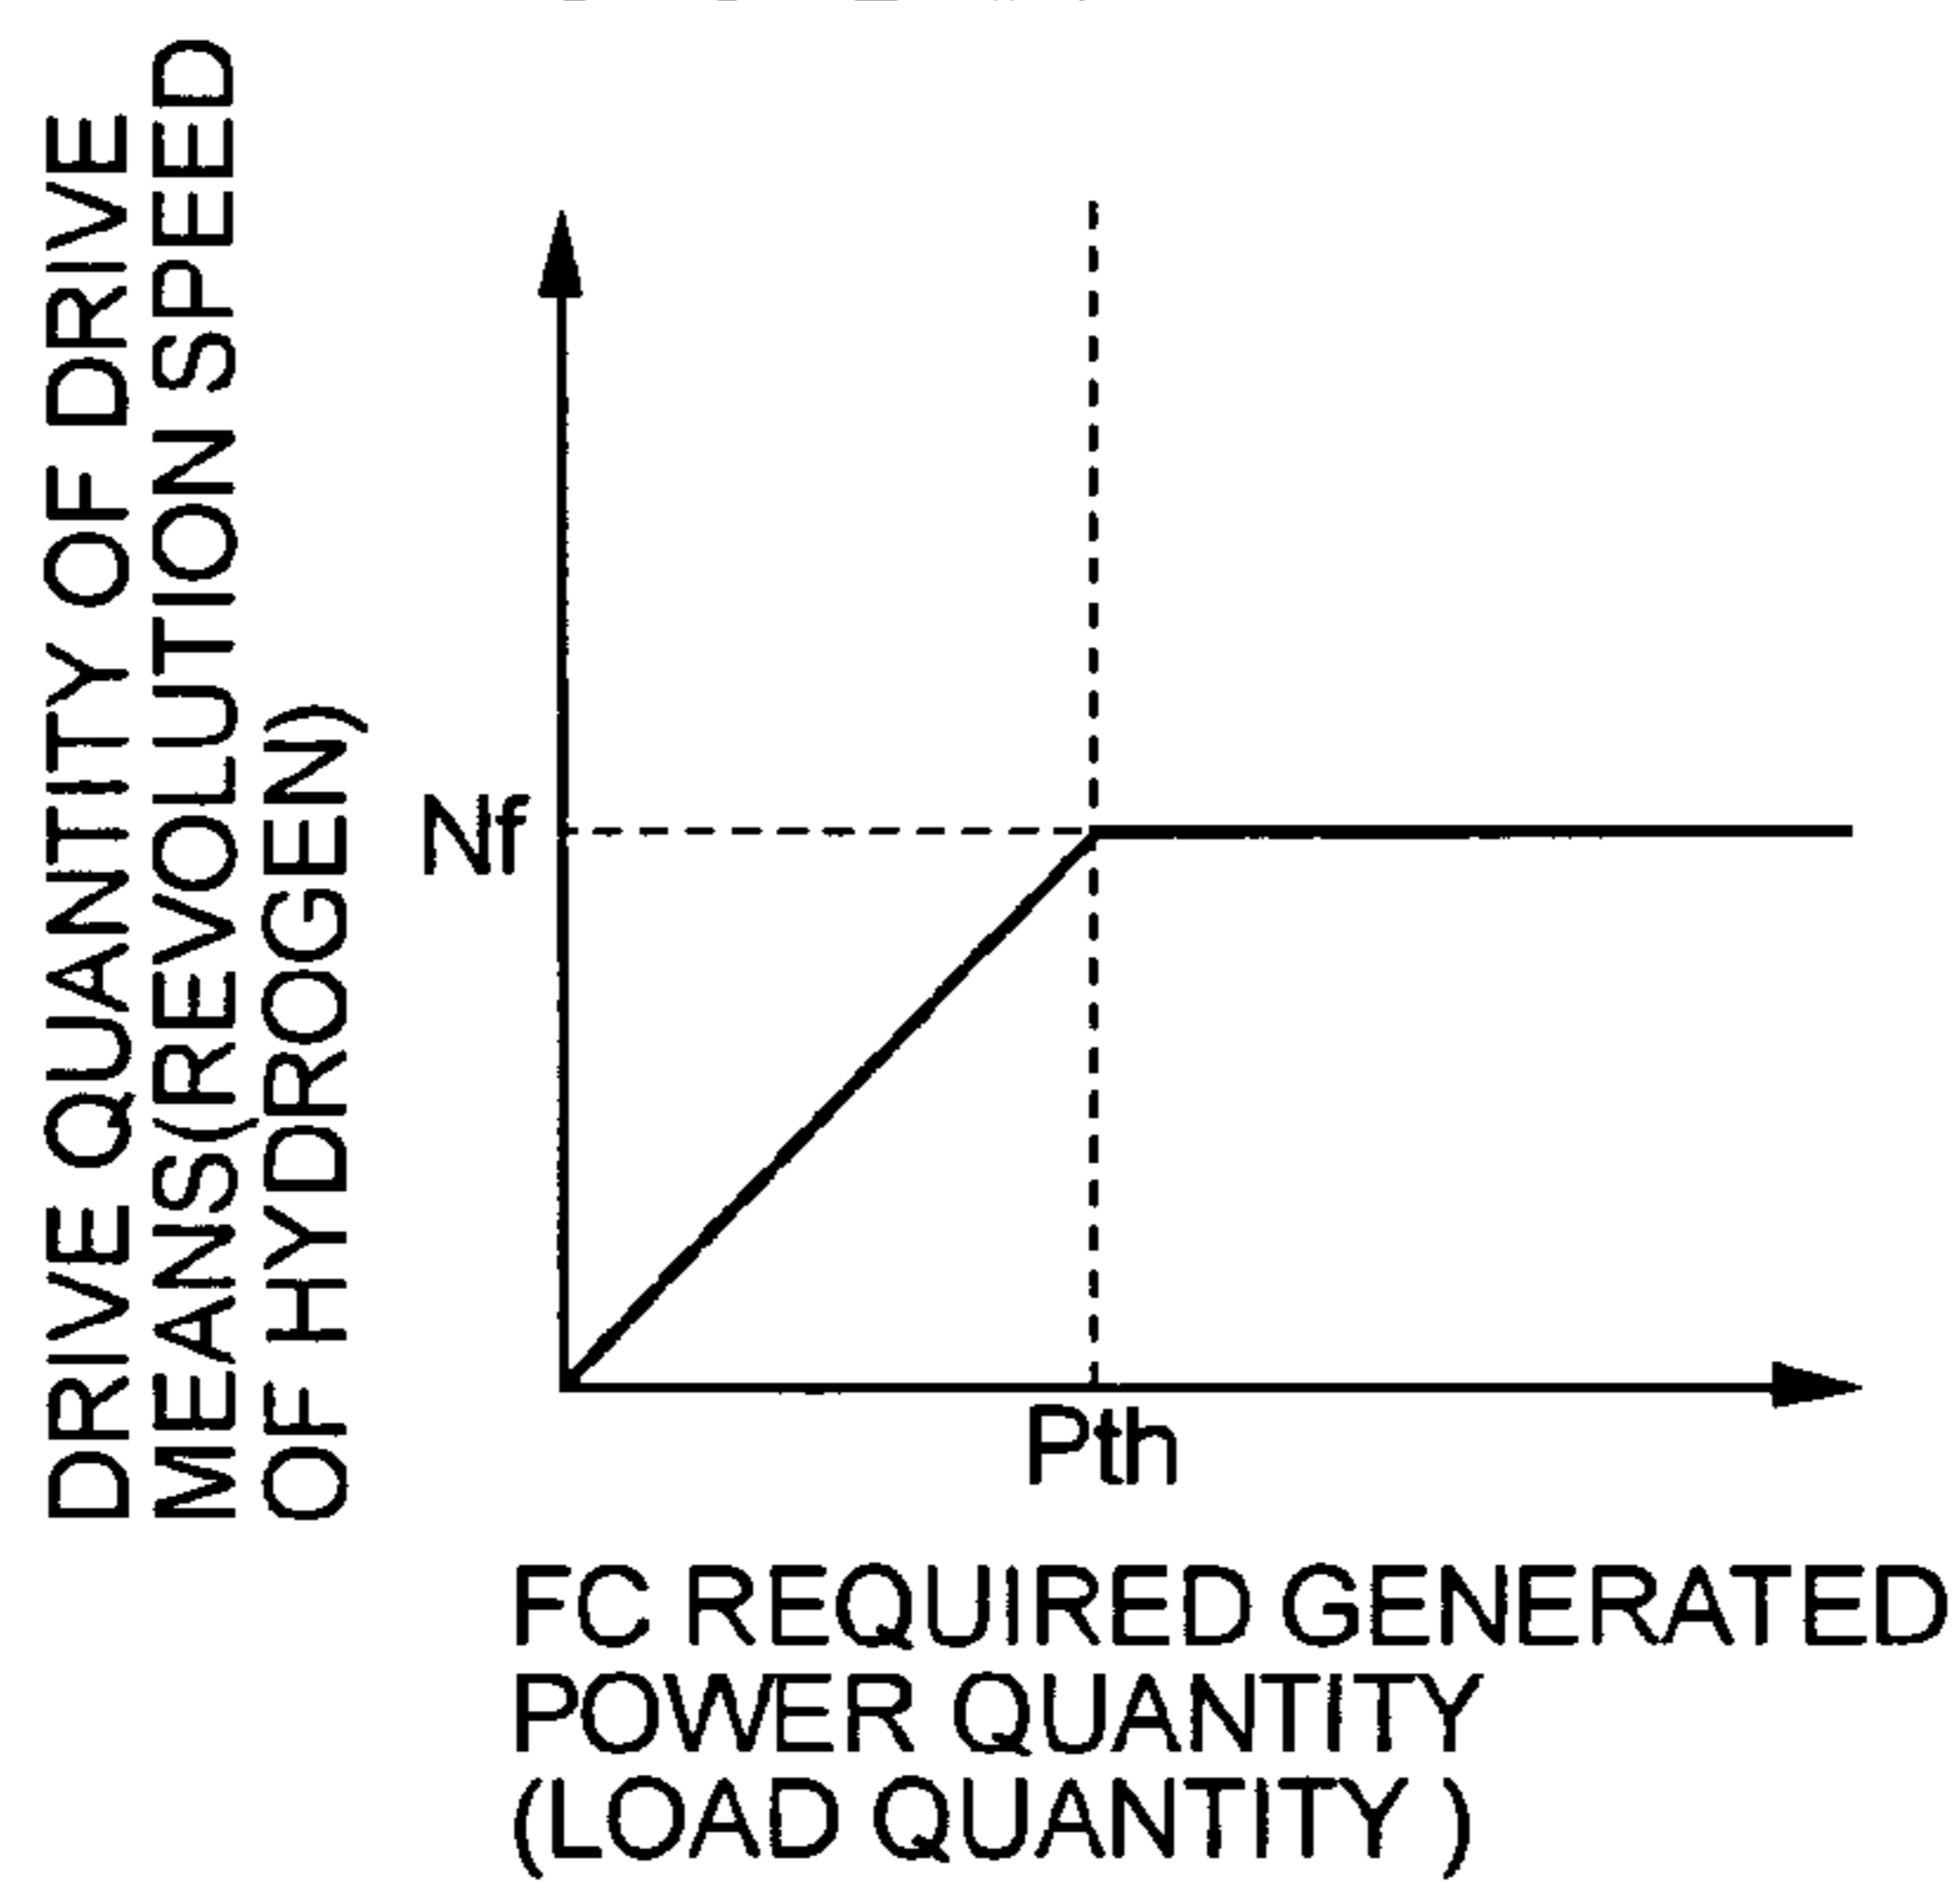 DRIVE QUANTITY OF DRIVE
MEANS(REVOLUTION SPEED
OF HYDROGEN)
Nf
Pth
FC REQUIRED GENERATED
POWER QUANTITY
(LOAD QUANTITY )